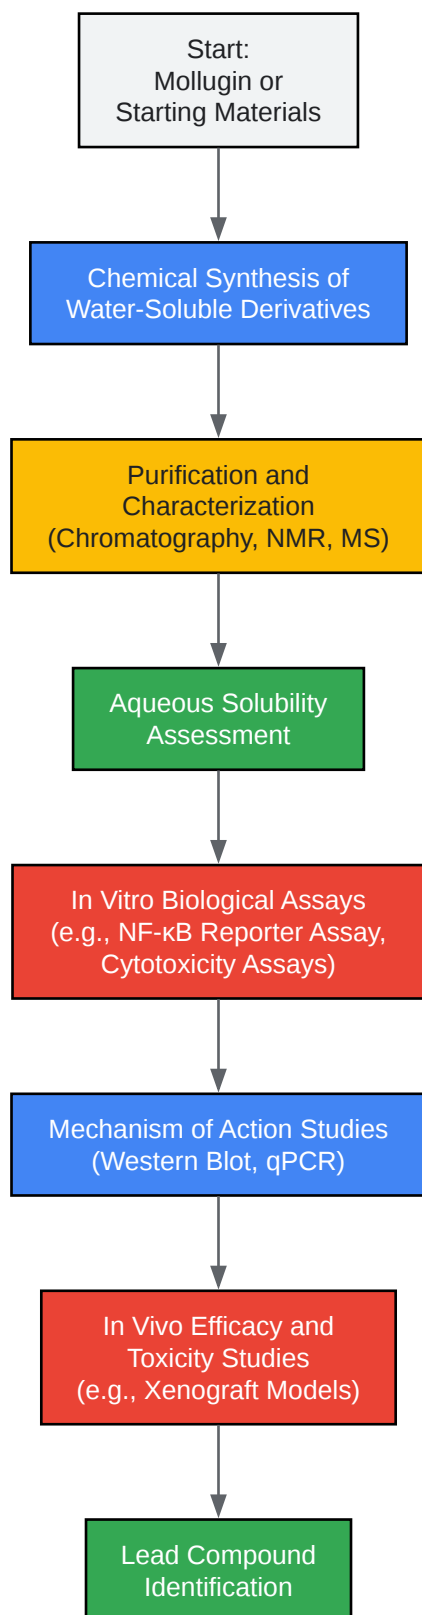 Start:
Mollugin or
Starting Materials
Chemical Synthesis of
Water-Soluble Derivatives
Purification and
Characterization
(Chromatography, NMR, MS)
Aqueous Solubility
Assessment
In Vitro Biological Assays
(e.g., NF-κB Reporter Assay,
Cytotoxicity Assays)
Mechanism of Action Studies
(Western Blot, qPCR)
In Vivo Efficacy and
Toxicity Studies
(e.g., Xenograft Models)
Lead Compound
Identification